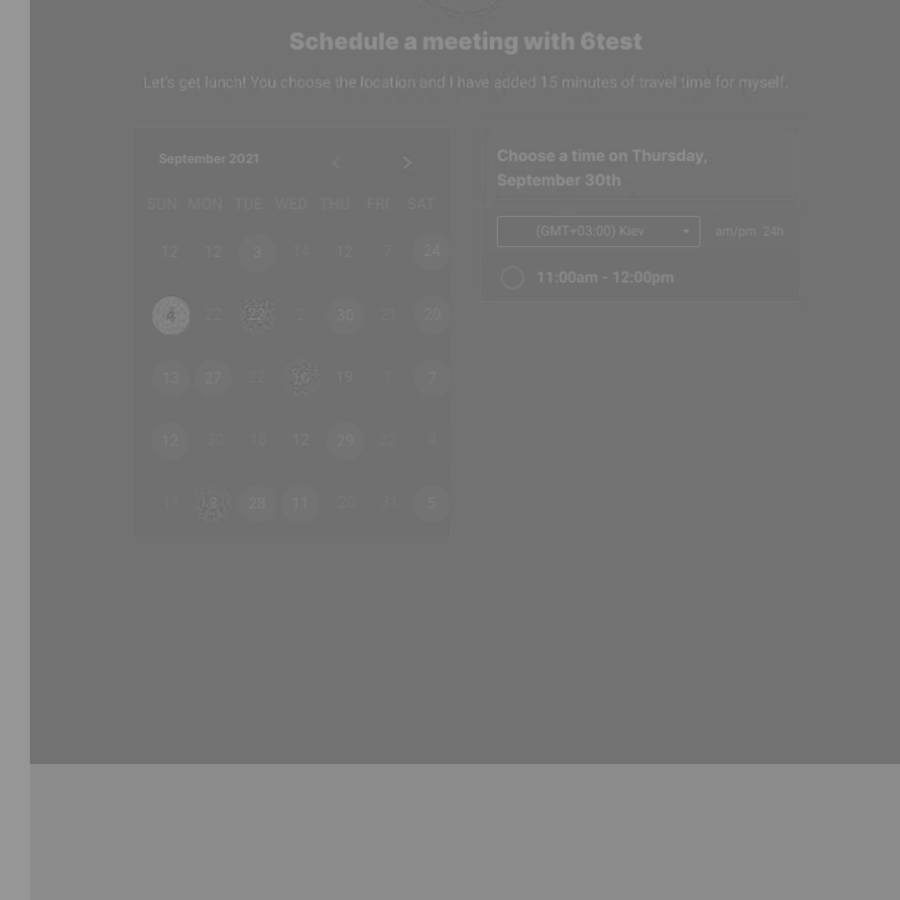 Schedule a meeting with 6test
Let's get lunch! You choose the location and I have added 15 minutes of travel time for myself.
September 2021 < >
SUN MON TUE WED THU FRI SAT
12 12 3 14 12 7 24
4 22 22 2 30 21 20
13 27 22 19 1 7
12 30 16 12 29 22 4
11 28 11 20 31 5
Choose a time on Thursday,
September 30th
(GMT+03:00) Kiev am/pm 24h
11:00am - 12:00pm